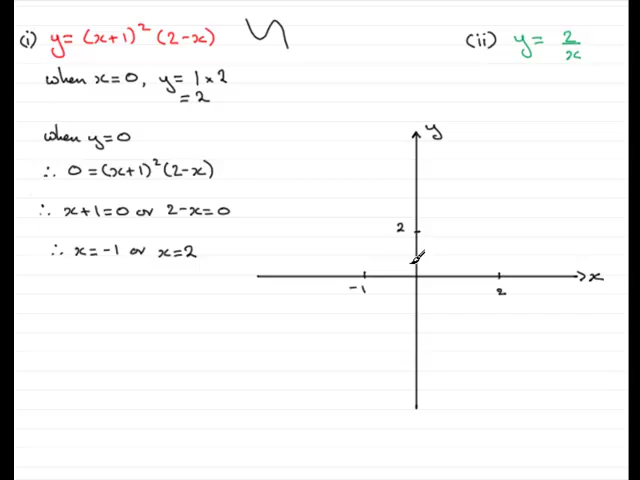 (i) y = (x+1)² (2-x)
(ii) y = 2/x
when x=0, y = 1 × 2
= 2
when y=0
∴ 0 = (x+1)² (2-x)
∴ x+1=0 or 2-x=0
∴ x=-1 or x=2
y
2
x
-1
2